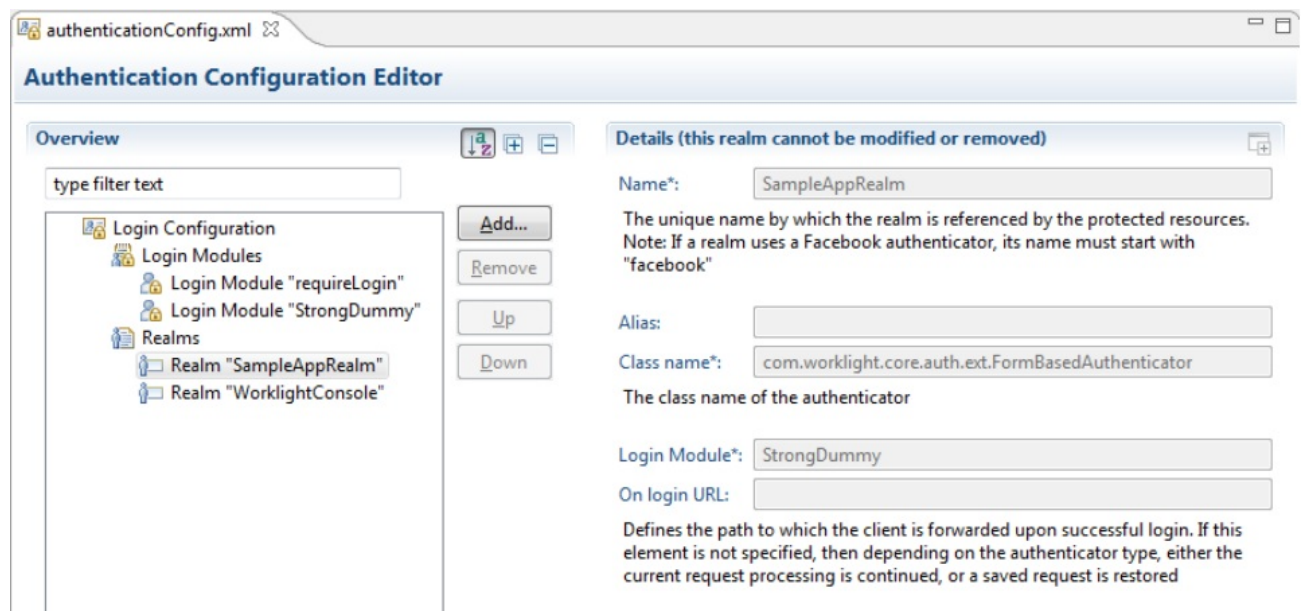 authenticationConfig.xml
Authentication Configuration Editor
Overview
type filter text
Login Configuration
Login Modules
Login Module "requireLogin"
Login Module "StrongDummy"
Realms
Realm "SampleAppRealm"
Realm "WorklightConsole"
Add...
Remove
Up
Down
Details (this realm cannot be modified or removed)
Name*: SampleAppRealm
The unique name by which the realm is referenced by the protected resources.
Note: If a realm uses a Facebook authenticator, its name must start with
"facebook"
Alias:
Class name*: com.worklight.core.auth.ext.FormBasedAuthenticator
The class name of the authenticator
Login Module*: StrongDummy
On login URL:
Defines the path to which the client is forwarded upon successful login. If this
element is not specified, then depending on the authenticator type, either the
current request processing is continued, or a saved request is restored